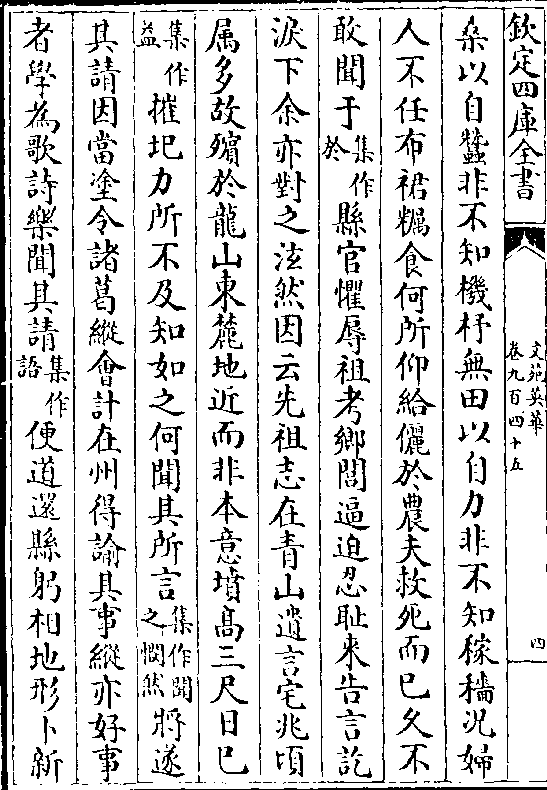 欽定四庫全書
文苑英華
卷九百四十五
四
桑以自蠶非不知機杼無田以自力非不知稼穡況婦
人不任布裙糲食何所仰給儷於農夫救死而已久不
敢聞于集作於縣官懼辱祖考鄉閭逼迫忍恥來告言訖
淚下余亦對之泫然因云先祖志在青山遺言宅兆頃
属多故殯於龍山東麓地近而非本意墳髙三尺日已
集作益摧圮力所不及知如之何聞其所言集作聞之憫然將遂
其請因當塗令諸葛縱會計在州得諭其事縱亦好事
者學為歌詩樂聞其請集作語便道還縣躬相地形卜新